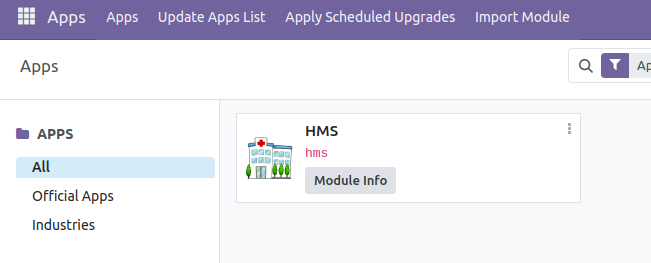 Apps Apps Update Apps List Apply Scheduled Upgrades Import Module
Apps
Ap
APPS
All
Official Apps
Industries
HMS
hms
Module Info